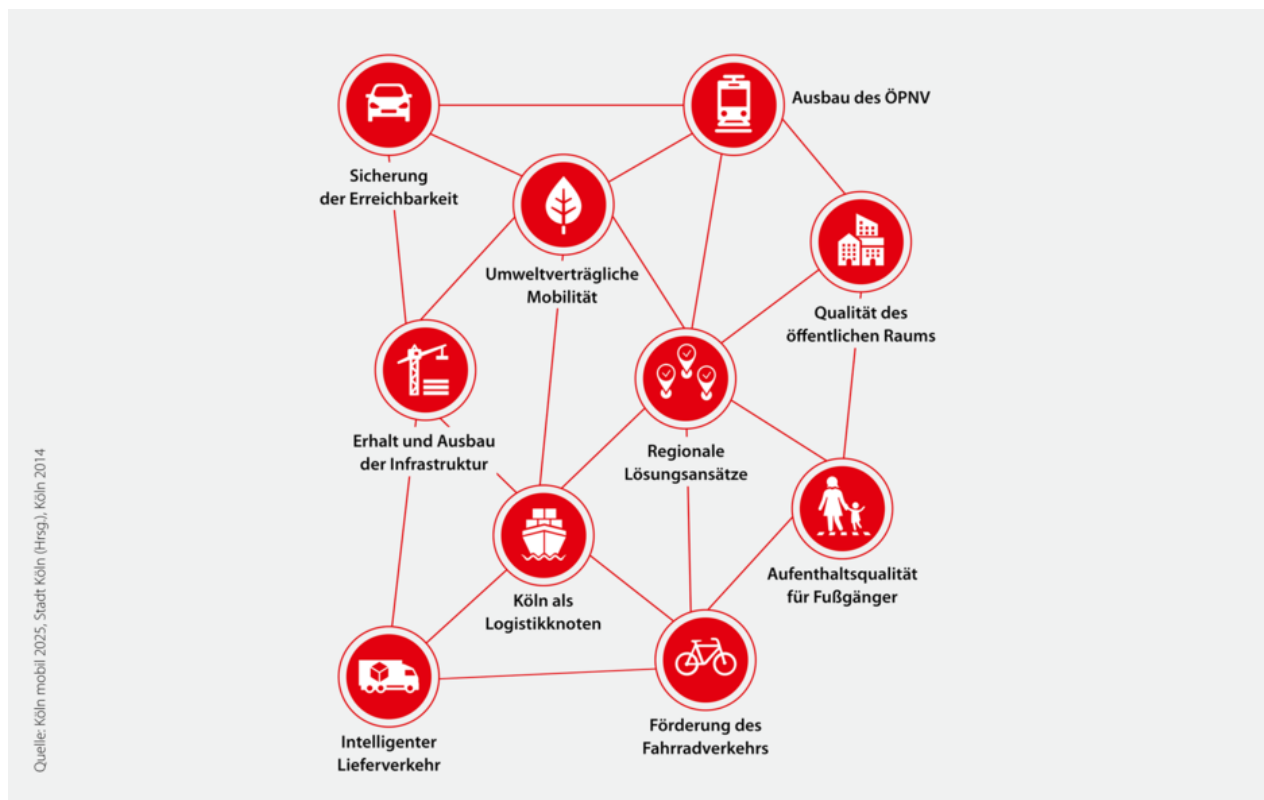 Ausbau des ÖPNV
Sicherung
der Erreichbarkeit
Umweltverträgliche
Mobilität
Qualität des
öffentlichen Raums
Erhalt und Ausbau
der Infrastruktur
Regionale
Lösungsansätze
Köln als
Logistikknoten
Aufenthaltsqualität
für Fußgänger
Intelligenter
Lieferverkehr
Förderung des
Fahrradverkehrs
Quelle: Köln mobil 2025, Stadt Köln (Hrsg.), Köln 2014